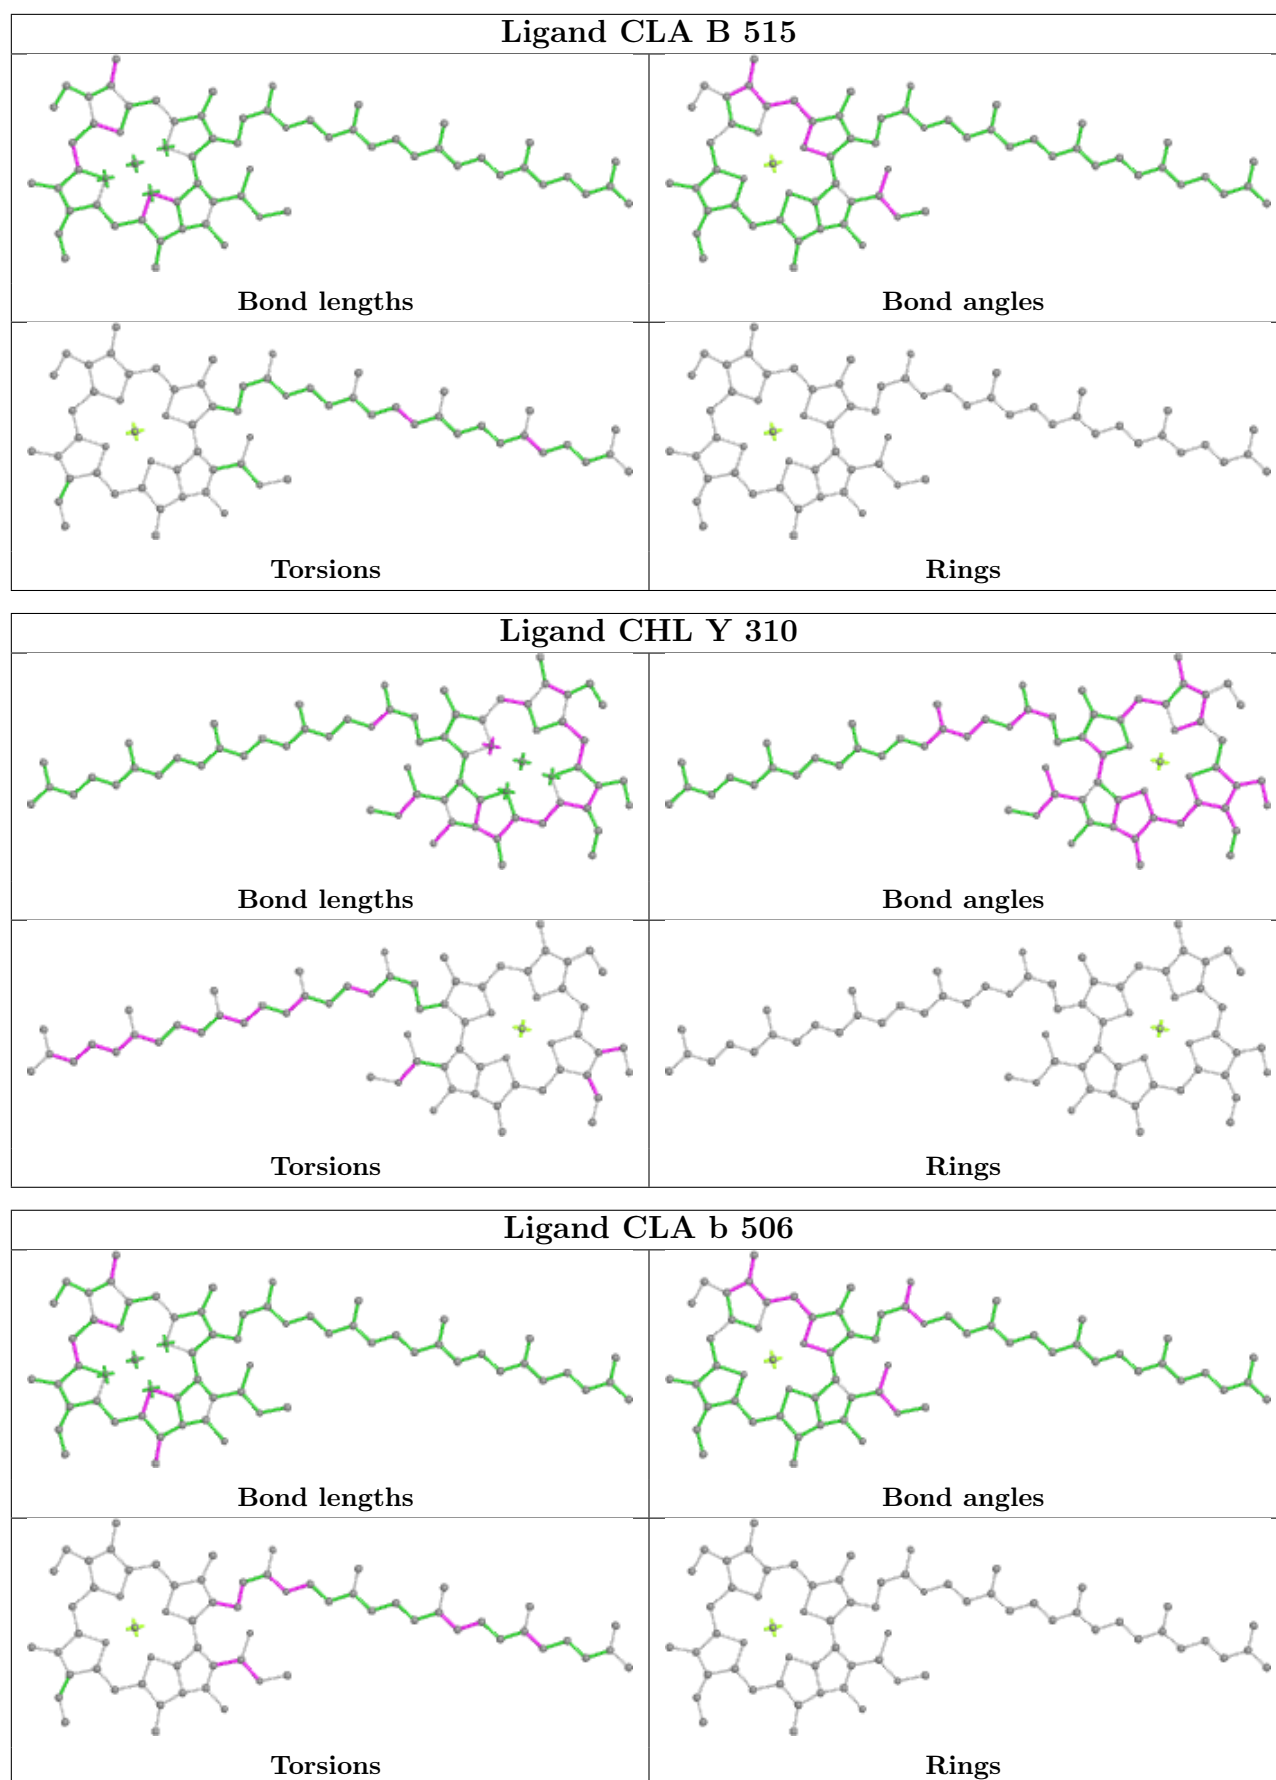 Ligand CLA B 515
Bond lengths
Bond angles
Torsions
Rings
Ligand CHL Y 310
Bond lengths
Bond angles
Torsions
Rings
Ligand CLA b 506
Bond lengths
Bond angles
Torsions
Rings